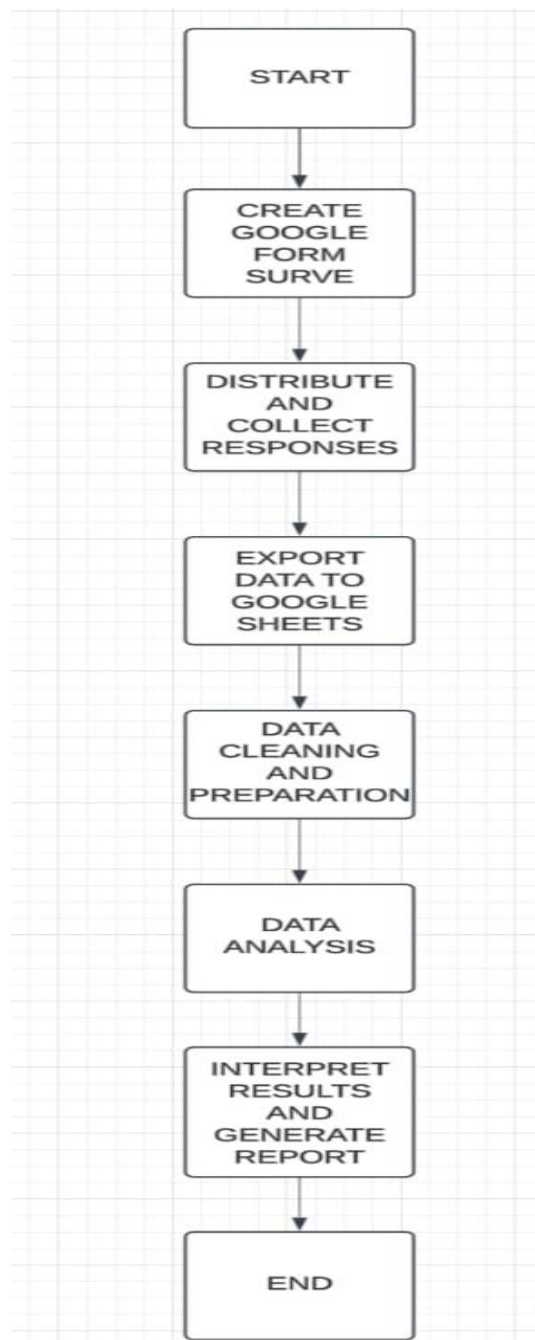 START
CREATE
GOOGLE
FORM
SURVE
DISTRIBUTE
AND
COLLECT
RESPONSES
EXPORT
DATA TO
GOOGLE
SHEETS
DATA
CLEANING
AND
PREPARATION
DATA
ANALYSIS
INTERPRET
RESULTS
AND
GENERATE
REPORT
END